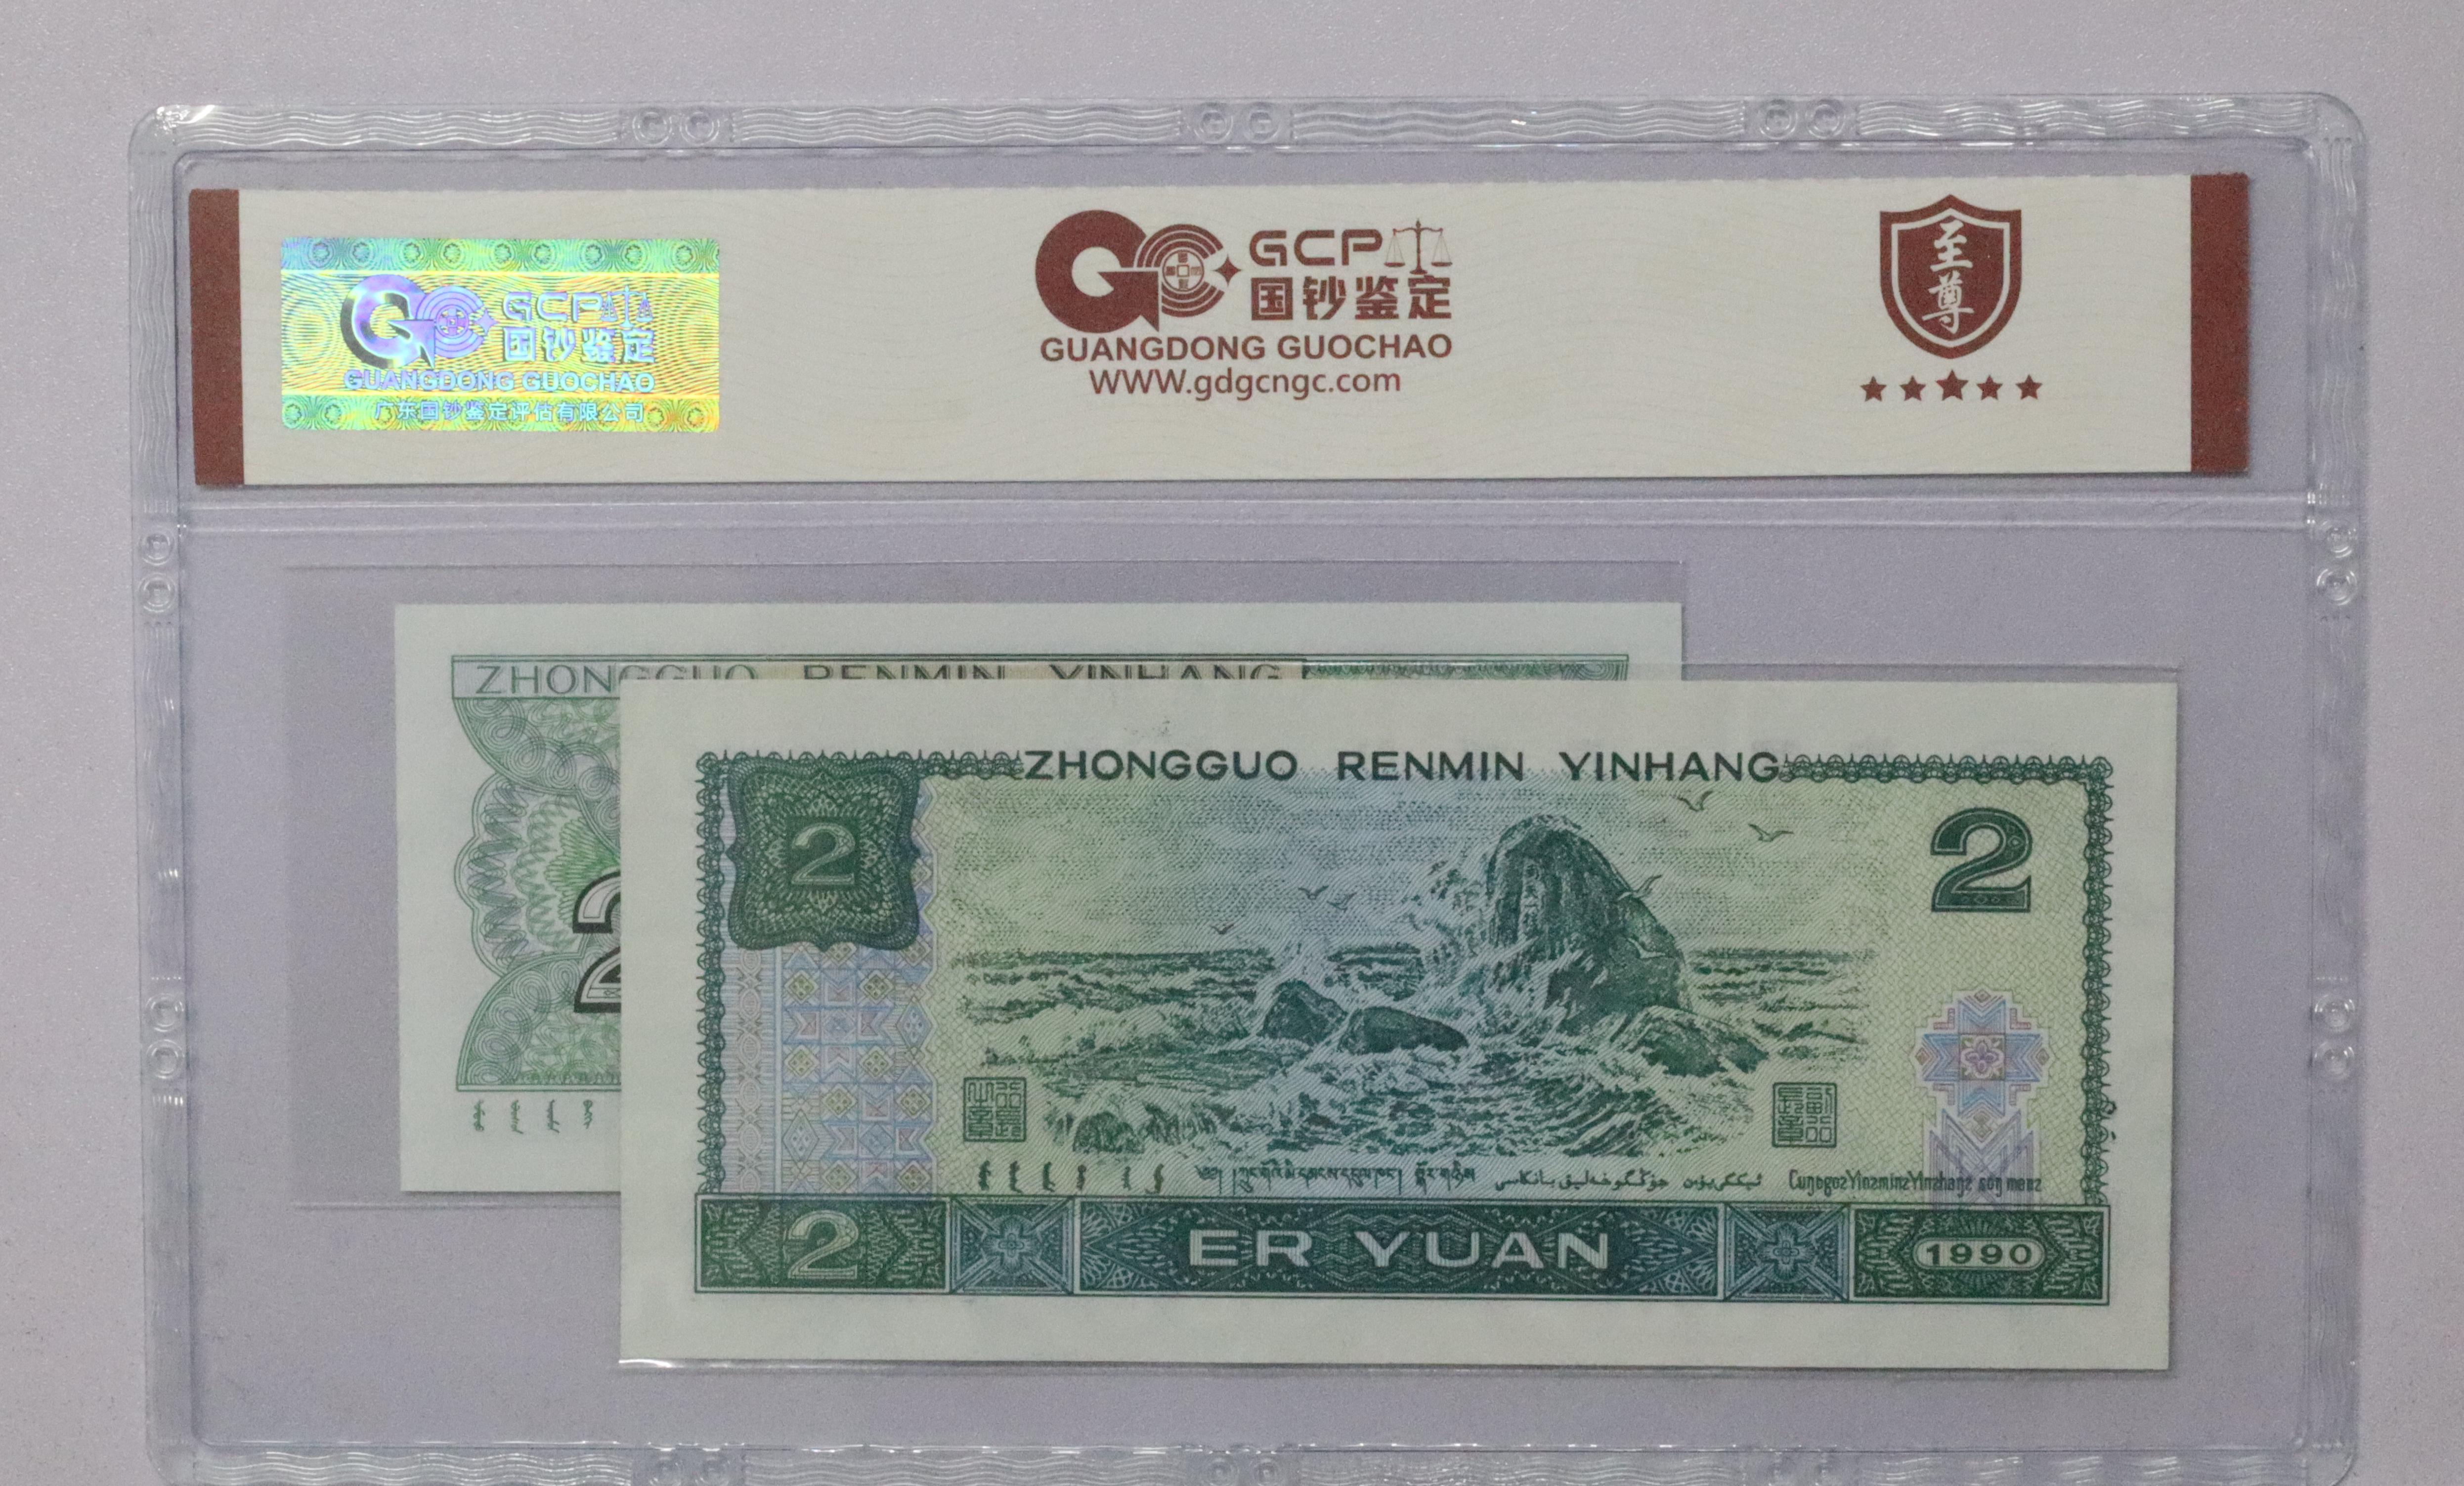 GCP
国钞鉴定
GUANGDONG GUOCHAO
广东国钞鉴定评估有限公司
GCP
国钞鉴定
GUANGDONG GUOCHAO
WWW.gdgcngc.com
至尊
ZHONGGUO RENMIN YINHANG
2
ZHONGGUO RENMIN YINHANG
2
2
2
ER YUAN
1990